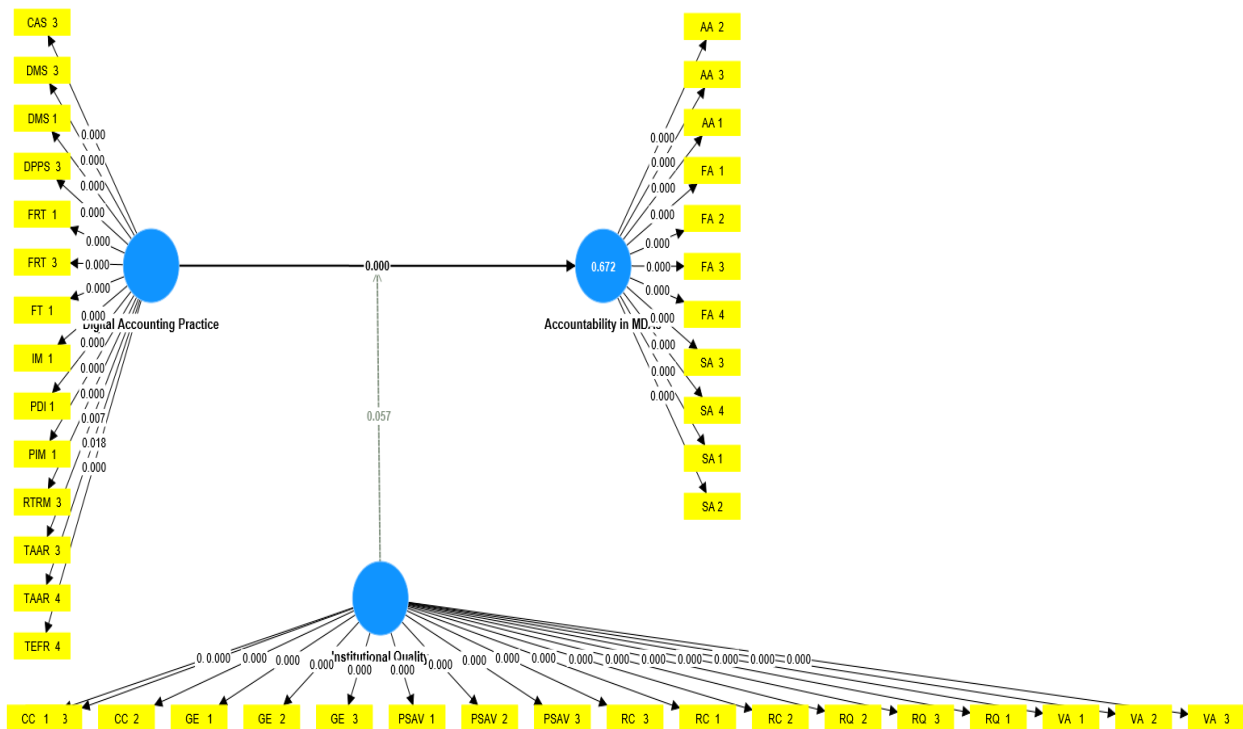 CAS 3
DMS 3
DMS 1
DPPS 3
FRT 1
FRT 3
FT 1
IM 1
PDI 1
PIM 1
RTRM 3
TAAR 3
TAAR 4
TEFR 4
0.000
0.000
0.000
0.000
0.000
0.000
0.000
0.000
0.000
0.000
0.000
0.007
0.018
0.000
Digital Accounting Practice
0.000
0.057
0.672
Accountability in
0.000
0.000
0.000
0.000
0.000
0.000
0.000
0.000
0.000
0.000
0.000
AA 2
AA 3
AA 1
FA 1
FA 2
FA 3
FA 4
SA 3
SA 4
SA 1
SA 2
Institutional Quality
0.000 0.000 0.000 0.000 0.000 0.000 0.000 0.000 0.000 0.000 0.000 0.000 0.000 0.000 0.000 0.000 0.000
CC 1 3 CC 2 GE 1 GE 2 GE 3 PSAV 1 PSAV 2 PSAV 3 RC 3 RC 1 RC 2 RQ 2 RQ 3 RQ 1 VA 1 VA 2 VA 3